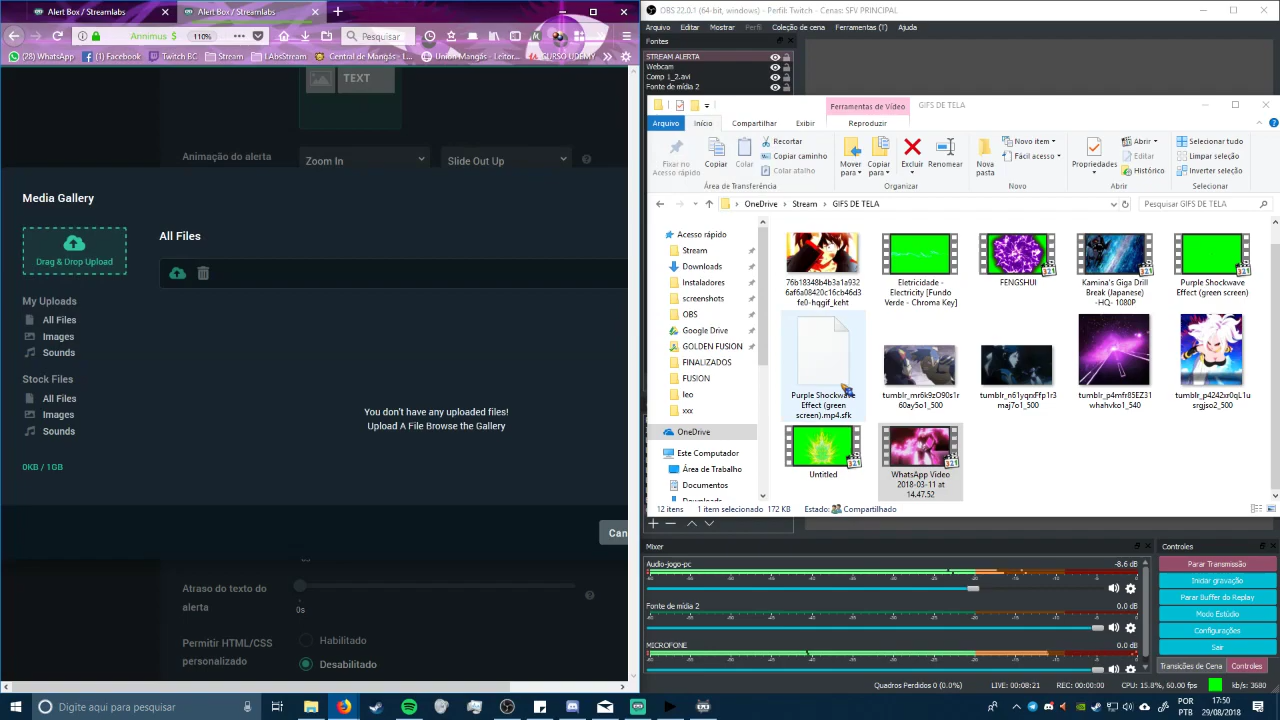 Alert Box / Streamlabs
Alert Box / Streamlabs
Annimus
110%
Pesquisar
(28) WhatsApp
(1) Facebook
Twitch BC
Stream
LAbsStream
Central de Mangás -
Union Mangás - Leitor...
CURSO UDEMY
TEXT
Animação do alerta
Zoom In
Slide Out Up
Media Gallery
Drag & Drop Upload
All Files
My Uploads
All Files
Images
Sounds
Stock Files
All Files
Images
Sounds
0KB / 1GB
You don't have any uploaded files!
Upload A File Browse the Gallery
Can
Atraso do texto do
alerta
0s
Permitir HTML/CSS
personalizado
Habilitado
Desabilitado
OBS 22.0.1 (64-bit, windows) - Perfil: Twitch - Cenas: SFV PRINCIPAL
Arquivo Editar Mostrar Perfil Coleção de cena Ferramentas (T) Ajuda
Fontes
STREAM ALERTA
Webcam
Comp 1_2.avi
Fonte de mídia 2
Ferramentas de Vídeo
GIFS DE TELA
Arquivo Início Compartilhar Exibir Reproduzir
Fixar no
Acesso rápido
Copiar
Colar
Recortar
Copiar caminho
Colar atalho
Área de Transferência
Mover
para
Copiar
para
Excluir
Renomear
Organizar
Nova
pasta
Novo item
Fácil acesso
Novo
Propriedades
Abrir
Editar
Histórico
Abrir
Selecionar tudo
Limpar seleção
Inverter seleção
Selecionar
OneDrive > Stream > GIFS DE TELA
Pesquisar GIFS DE TELA
Acesso rápido
Stream
Downloads
Instaladores
screenshots
OBS
Google Drive
GOLDEN FUSION
FINALIZADOS
FUSION
leo
xxx
OneDrive
Este Computador
Área de Trabalho
Documentos
Downloads
76b18348b4b3a1a932
6af6a08420c16cb46d3
fe0-hqgif_keht
Eletricidade -
Electricity [Fundo
Verde - Chroma Key]
FENGSHUI
Kamina's Giga Drill
Break (Japanese)
-HQ- 1080P
Purple Shockwave
Effect (green screen)
Purple Shockwave
Effect (green
screen).mp4.sfk
tumblr_mr6k9zO90s1r
60ay5o1_500
tumblr_n61yqrxFfp1r3
maj7o1_500
tumblr_p4mfr85EZ31
whahvko1_540
tumblr_p4242xr0qL1u
srgjso2_500
Untitled
WhatsApp Video
2018-03-11 at
14.47.52
12 itens 1 item selecionado 172 KB Estado: Compartilhado
Mixer
Audio-jogo-pc
-8.6 dB
Fonte de mídia 2
0.0 dB
MICROFONE
0.0 dB
Controles
Parar Transmissão
Iniciar gravação
Parar Buffer do Replay
Modo Estúdio
Configurações
Sair
Transições de Cena Controles
Quadros Perdidos 0 (0.0%) LIVE: 00:08:21 REC: 00:00:00 CPU: 15.8%, 60.00 fps kb/s: 3680
Digite aqui para pesquisar
POR
PTB
17:50
29/08/2018